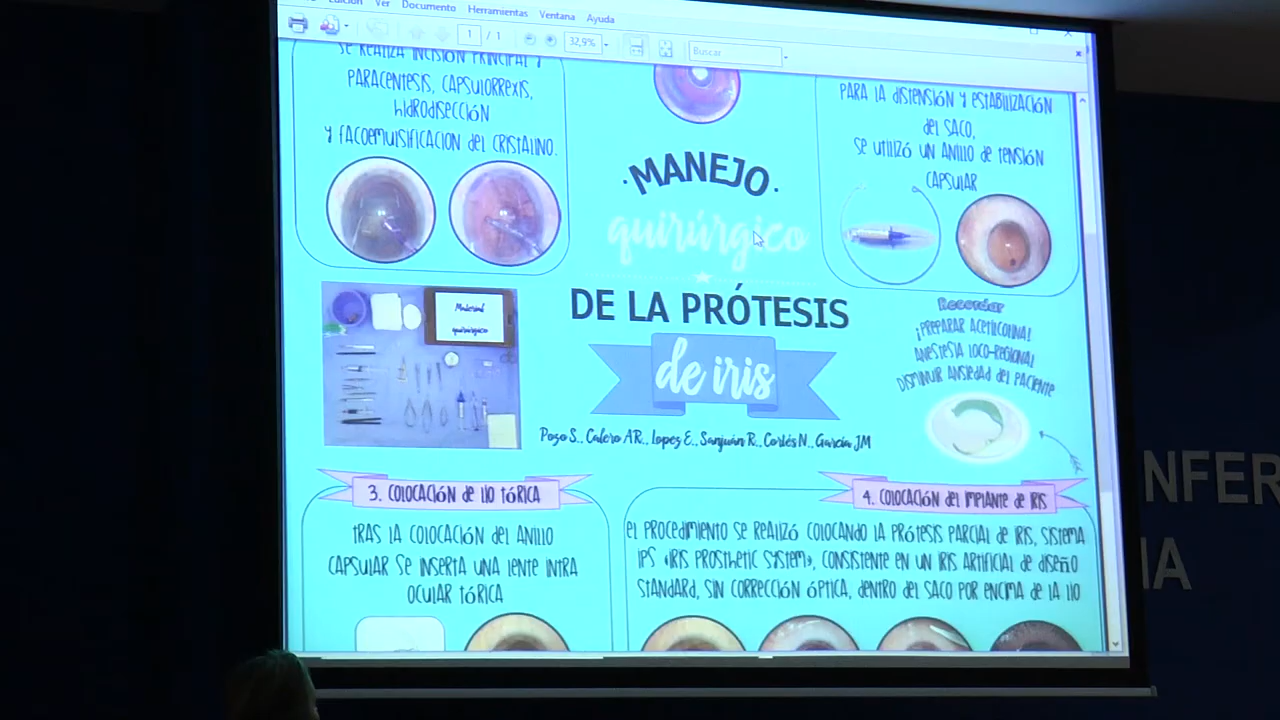 Edición Ver Documento Herramientas Ventana Ayuda
1 / 1 32,9% Buscar
SE REALIZA INCISIÓN PRINCIPAL Y
PARACENTESIS, CAPSULORREXIS,
HIDRODISECCIÓN
Y FACOEMULSIFICACION DEL CRISTALINO.
MANEJO
quirúrgico
DE LA PRÓTESIS
de iris
Pozo S., Calero AR., Lopez E., Sanjuán R., Cortés N., García JM
PARA LA DISTENSIÓN Y ESTABILIZACIÓN
DEL SACO,
SE UTILIZÓ UN ANILLO DE TENSIÓN
CAPSULAR
Material
quirúrgico
Recordar
¡PREPARAR ACETILCOLINA!
ANESTESIA LOCO-REGIONAL
DISMINUIR ANSIEDAD DEL PACIENTE
3. COLOCACIÓN DE LIO TÓRICA
TRAS LA COLOCACIÓN DEL ANILLO
CAPSULAR SE INSERTA UNA LENTE INTRA
OCULAR TÓRICA
4. COLOCACIÓN DEL IMPLANTE DE IRIS
EL PROCEDIMIENTO SE REALIZÓ COLOCANDO LA PRÓTESIS PARCIAL DE IRIS, SISTEMA
IPS «IRIS PROSTHETIC SYSTEM», CONSISTENTE EN UN IRIS ARTIFICIAL DE DISEÑO
STANDARD, SIN CORRECCIÓN ÓPTICA, DENTRO DEL SACO POR ENCIMA DE LA LIO
NFER
IA